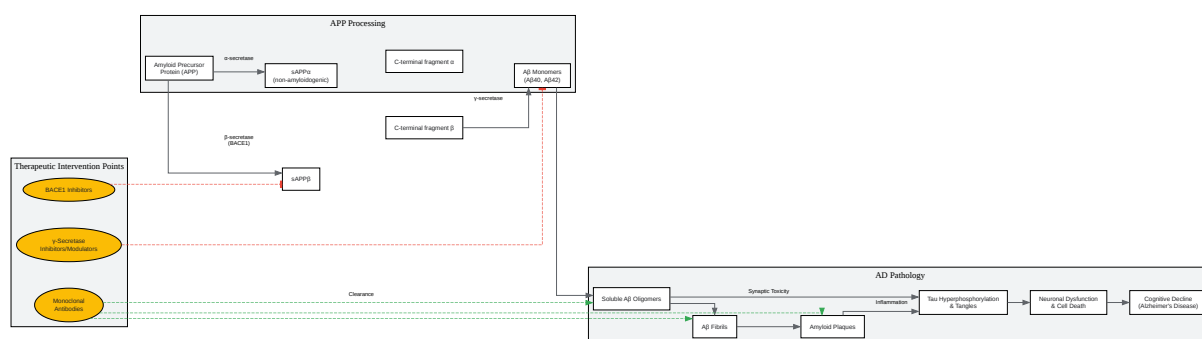 APP Processing
Amyloid Precursor
Protein (APP)
α-secretase
sAPPα
(non-amyloidogenic)
C-terminal fragment α
Aβ Monomers
(Aβ40, Aβ42)
γ-secretase
C-terminal fragment β
β-secretase
(BACE1)
sAPPβ
Therapeutic Intervention Points
BACE1 Inhibitors
γ-Secretase
Inhibitors/Modulators
Monoclonal
Antibodies
Clearance
AD Pathology
Soluble Aβ Oligomers
Synaptic Toxicity
Inflammation
Aβ Fibrils
Amyloid Plaques
Tau Hyperphosphorylation
& Tangles
Neuronal Dysfunction
& Cell Death
Cognitive Decline
(Alzheimer's Disease)